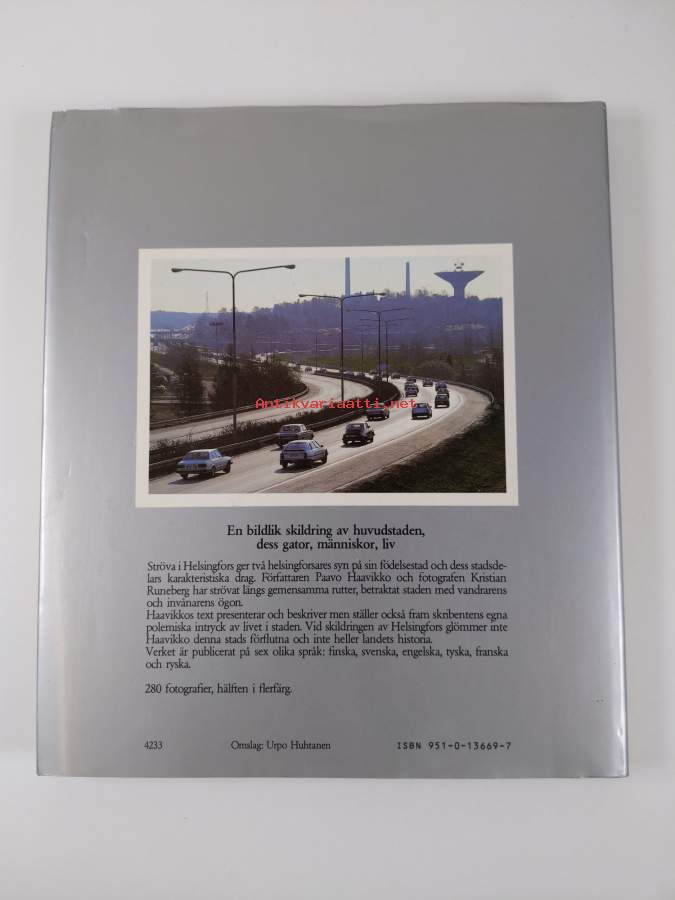 Antikvariaatti.net
En bildlik skildring av huvudstaden,
dess gator, människor, liv
Ströva i Helsingfors ger två helsingforsares syn på sin födelsestad och dess stadsde-
lars karakteristiska drag. Författaren Paavo Haavikko och fotografen Kristian
Runeberg har strövat längs gemensamma rutter, betraktat staden med vandrarens
och invånarens ögon.
Haavikkos text presenterar och beskriver men ställer också fram skribentens egna
polemiska intryck av livet i staden. Vid skildringen av Helsingfors glömmer inte
Haavikko denna stads förflutna och inte heller landets historia.
Verket är publicerat på sex olika språk: finska, svenska, engelska, tyska, franska
och ryska.
280 fotografier, hälften i flerfärg.
4233 Omslag: Urpo Huhtanen ISBN 951-0-13669-7